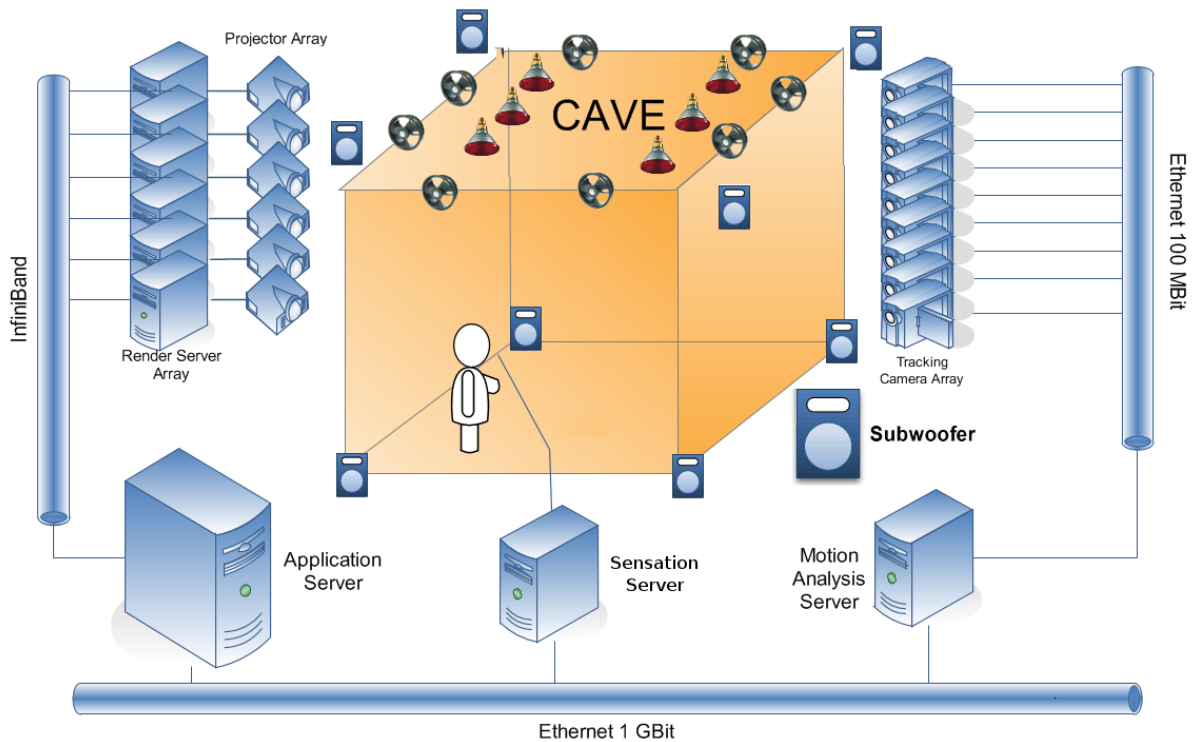 Projector Array
CAVE
InfiniBand
Ethernet 100 MBit
Render Server
Array
Tracking
Camera Array
Subwoofer
Application
Server
Sensation
Server
Motion
Analysis
Server
Ethernet 1 GBit